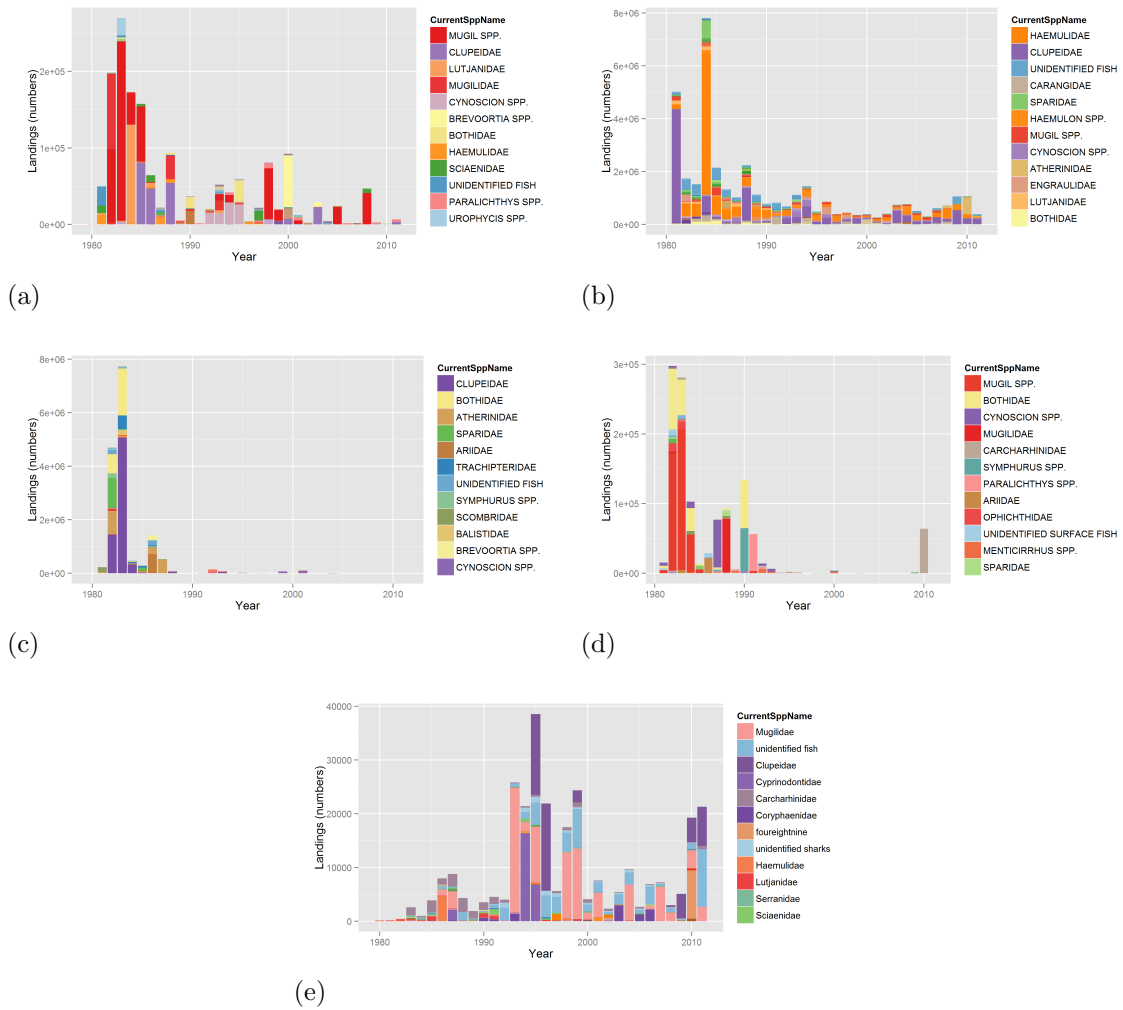 CurrentSppName
MUGIL SPP.
CLUPEIDAE
LUTJANIDAE
MUGILIDAE
CYNOSCION SPP.
BREVOORTIA SPP.
BOTHIDAE
HAEMULIDAE
SCIAENIDAE
UNIDENTIFIED FISH
PARALICHTHYS SPP.
UROPHYCIS SPP.
Landings (numbers)
2e+05
1e+05
0e+00
1980 1990 2000 2010
Year
(a)
CurrentSppName
HAEMULIDAE
CLUPEIDAE
UNIDENTIFIED FISH
CARANGIDAE
SPARIDAE
HAEMULON SPP.
MUGIL SPP.
CYNOSCION SPP.
ATHERINIDAE
ENGRAULIDAE
LUTJANIDAE
BOTHIDAE
Landings (numbers)
8e+06
6e+06
4e+06
2e+06
0e+00
1980 1990 2000 2010
Year
(b)
CurrentSppName
CLUPEIDAE
BOTHIDAE
ATHERINIDAE
SPARIDAE
ARIIDAE
TRACHIPTERIDAE
UNIDENTIFIED FISH
SYMPHURUS SPP.
SCOMBRIDAE
BALISTIDAE
BREVOORTIA SPP.
CYNOSCION SPP.
Landings (numbers)
8e+06
6e+06
4e+06
2e+06
0e+00
1980 1990 2000 2010
Year
(c)
CurrentSppName
MUGIL SPP.
BOTHIDAE
CYNOSCION SPP.
MUGILIDAE
CARCHARHINIDAE
SYMPHURUS SPP.
PARALICHTHYS SPP.
ARIIDAE
OPHICHTHIDAE
UNIDENTIFIED SURFACE FISH
MENTICIRRHUS SPP.
SPARIDAE
Landings (numbers)
3e+05
2e+05
1e+05
0e+00
1980 1990 2000 2010
Year
(d)
CurrentSppName
Mugilidae
unidentified fish
Clupeidae
Cyprinodontidae
Carcharhinidae
Coryphaenidae
foureightnine
unidentified sharks
Haemulidae
Lutjanidae
Serranidae
Sciaenidae
Landings (numbers)
40000
30000
20000
10000
0
1980 1990 2000 2010
Year
(e)